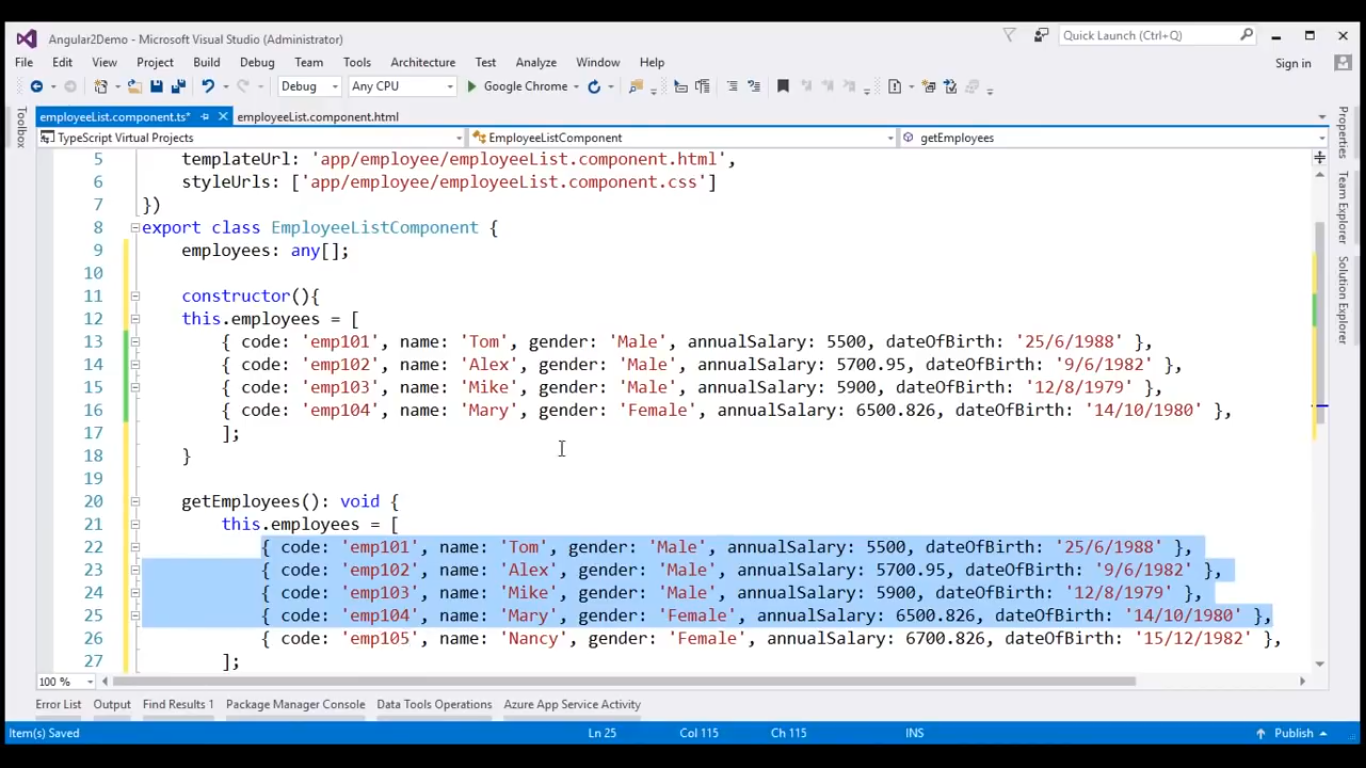 Angular2Demo - Microsoft Visual Studio (Administrator)
Quick Launch (Ctrl+Q)
File Edit View Project Build Debug Team Tools Architecture Test Analyze Window Help
Sign in
Debug Any CPU Google Chrome
employeeList.component.ts* employeeList.component.html
TypeScript Virtual Projects EmployeeListComponent getEmployees
Toolbox
Properties
Team Explorer
Solution Explorer
5 templateUrl: 'app/employee/employeeList.component.html',
6 styleUrls: ['app/employee/employeeList.component.css']
7 })
8 export class EmployeeListComponent {
9 employees: any[];
10
11 constructor(){
12 this.employees = [
13 { code: 'emp101', name: 'Tom', gender: 'Male', annualSalary: 5500, dateOfBirth: '25/6/1988' },
14 { code: 'emp102', name: 'Alex', gender: 'Male', annualSalary: 5700.95, dateOfBirth: '9/6/1982' },
15 { code: 'emp103', name: 'Mike', gender: 'Male', annualSalary: 5900, dateOfBirth: '12/8/1979' },
16 { code: 'emp104', name: 'Mary', gender: 'Female', annualSalary: 6500.826, dateOfBirth: '14/10/1980' },
17 ];
18 }
19
20 getEmployees(): void {
21 this.employees = [
22 { code: 'emp101', name: 'Tom', gender: 'Male', annualSalary: 5500, dateOfBirth: '25/6/1988' },
23 { code: 'emp102', name: 'Alex', gender: 'Male', annualSalary: 5700.95, dateOfBirth: '9/6/1982' },
24 { code: 'emp103', name: 'Mike', gender: 'Male', annualSalary: 5900, dateOfBirth: '12/8/1979' },
25 { code: 'emp104', name: 'Mary', gender: 'Female', annualSalary: 6500.826, dateOfBirth: '14/10/1980' },
26 { code: 'emp105', name: 'Nancy', gender: 'Female', annualSalary: 6700.826, dateOfBirth: '15/12/1982' },
27 ];
100 %
Error List Output Find Results 1 Package Manager Console Data Tools Operations Azure App Service Activity
Item(s) Saved Ln 25 Col 115 Ch 115 INS Publish